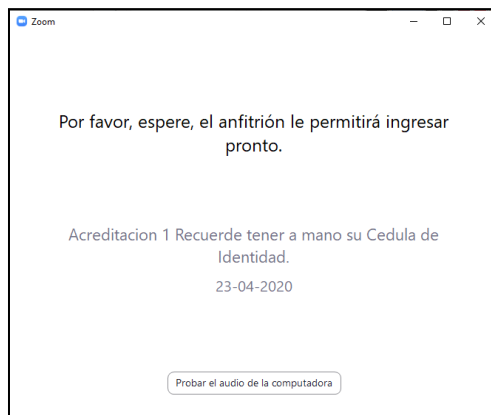 Zoom
Por favor, espere, el anfitrión le permitirá ingresar
pronto.
Acreditacion 1 Recuerde tener a mano su Cedula de
Identidad.
23-04-2020
Probar el audio de la computadora